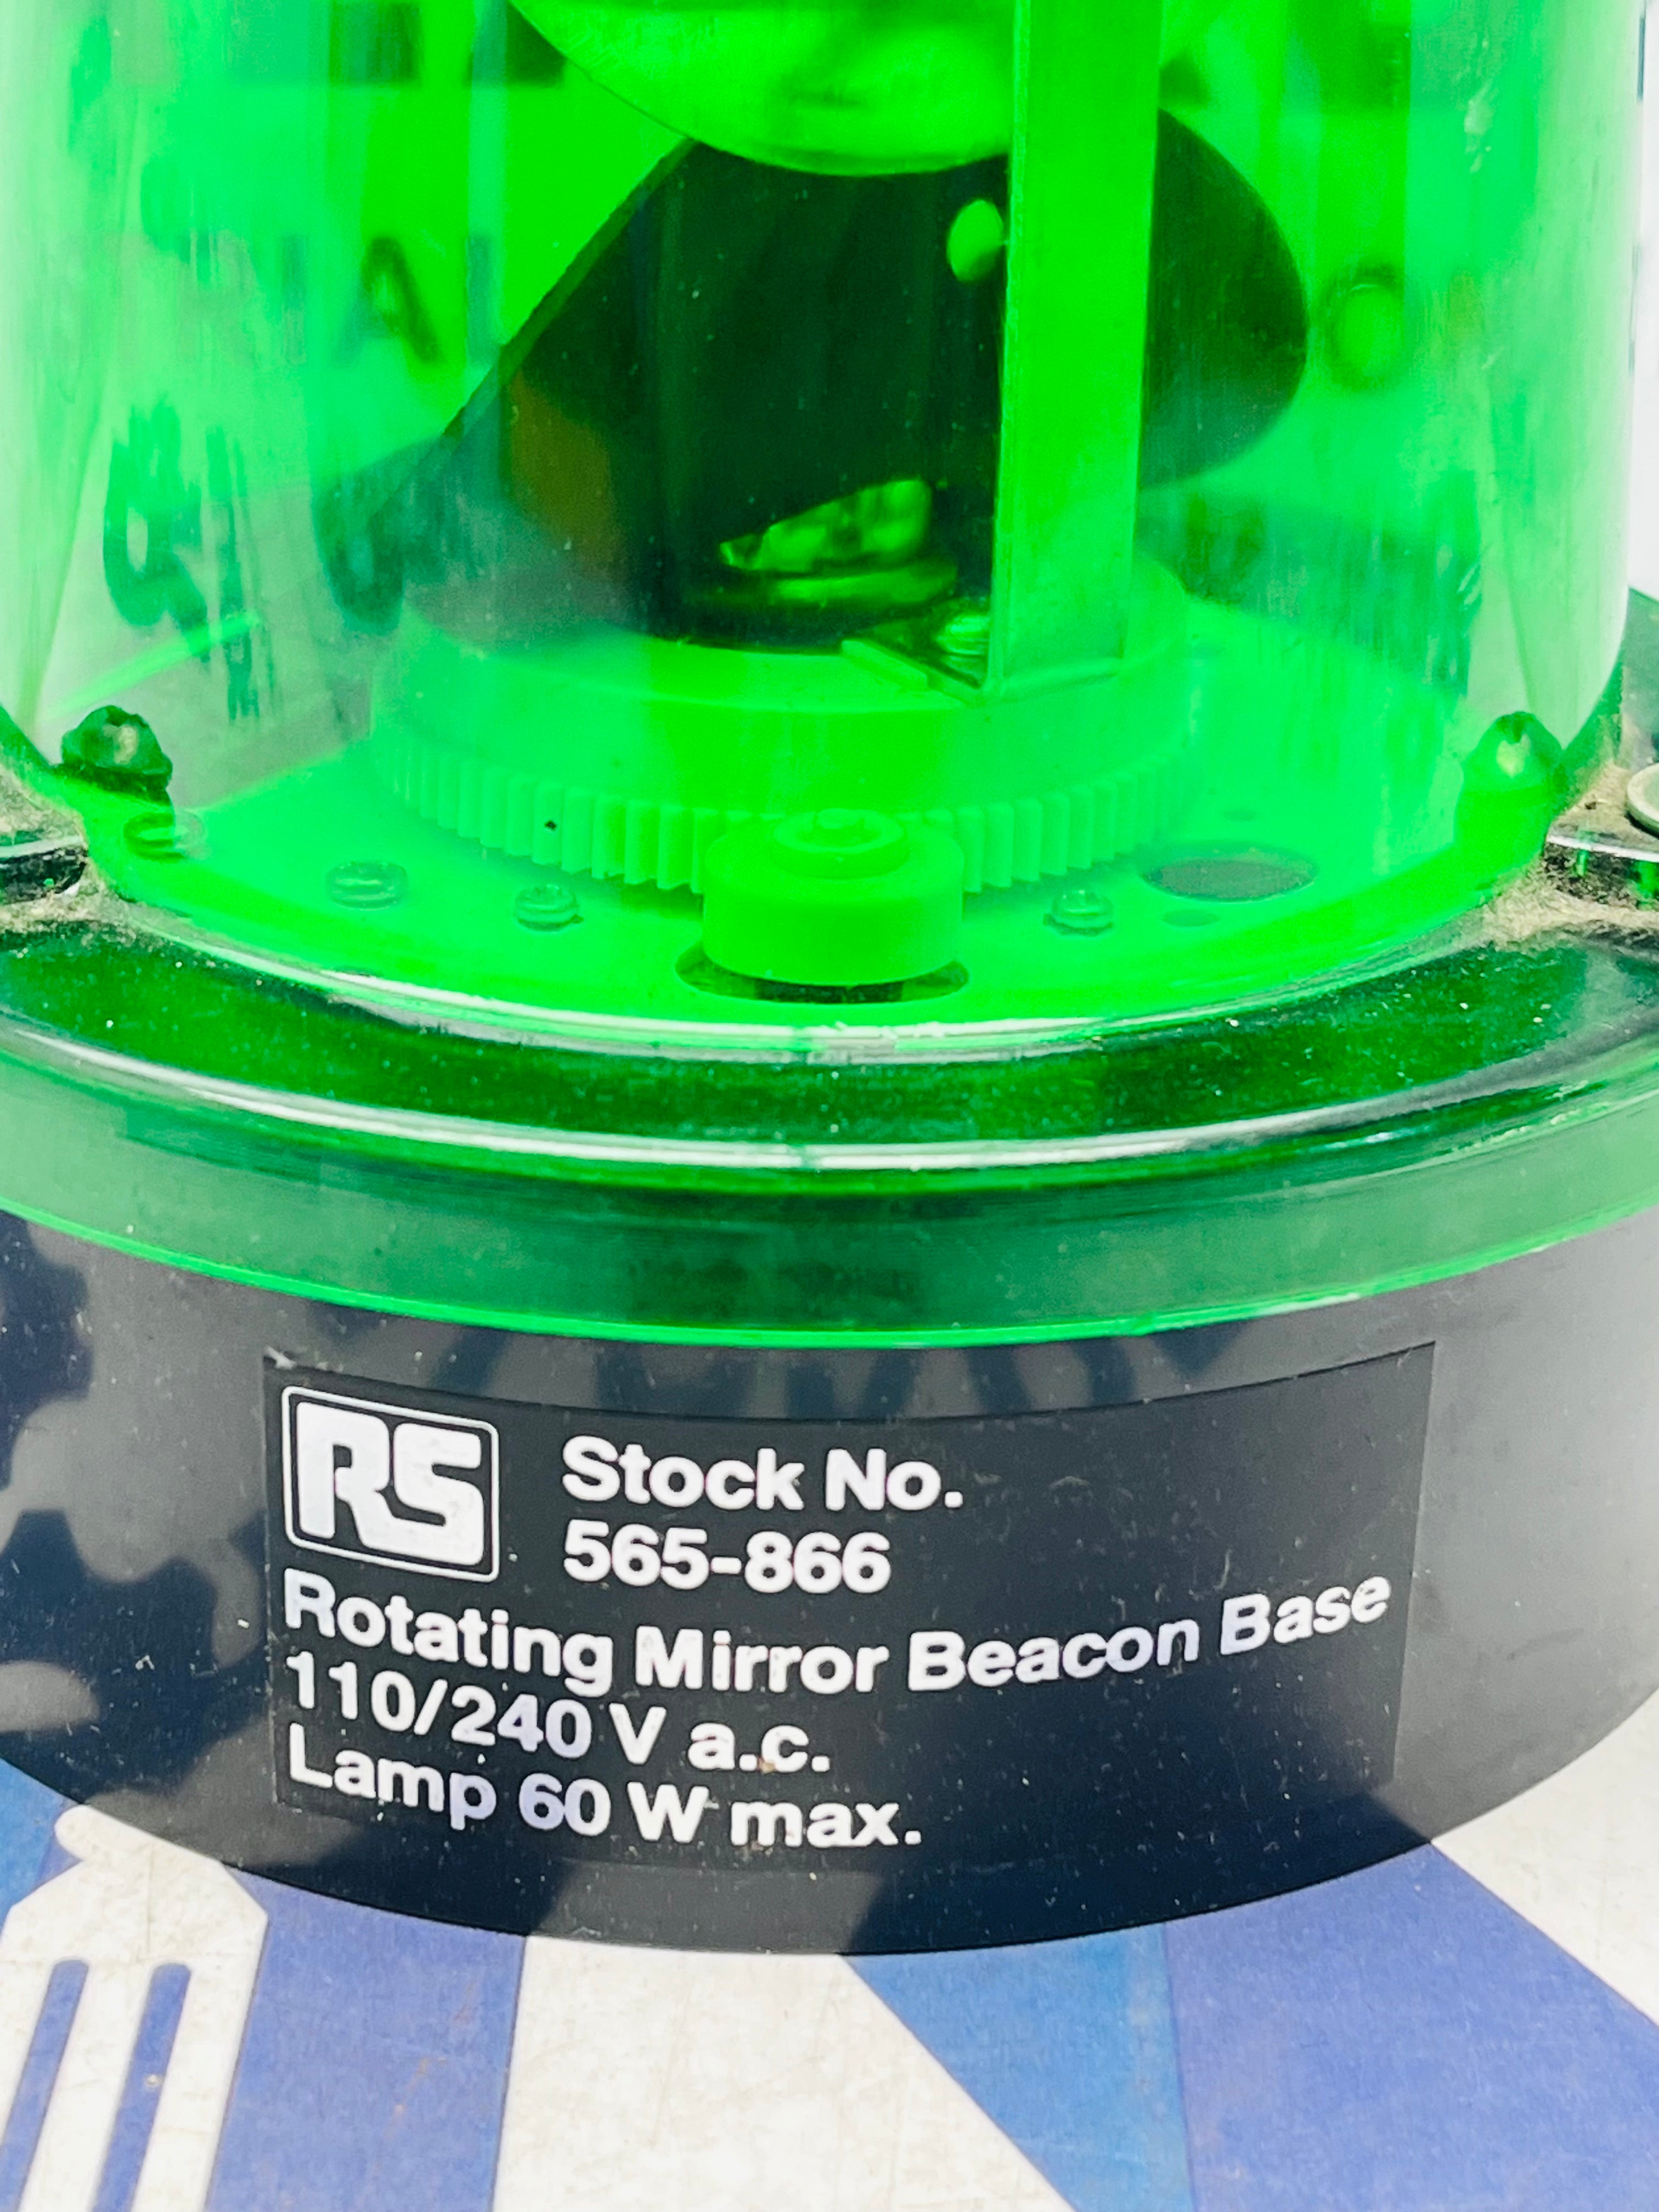 RS
Stock No.
565-866
Rotating Mirror Beacon Base
110/240 V a.c.
Lamp 60 W max.